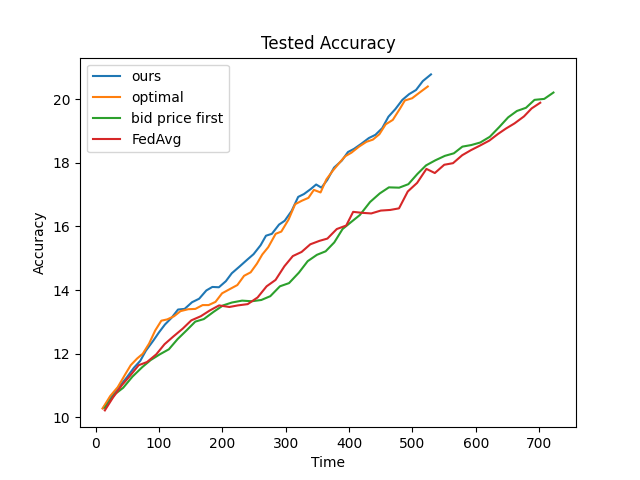 Tested Accuracy
ours
optimal
bid price first
FedAvg
Accuracy
20
18
16
14
12
10
0 100 200 300 400 500 600 700
Time